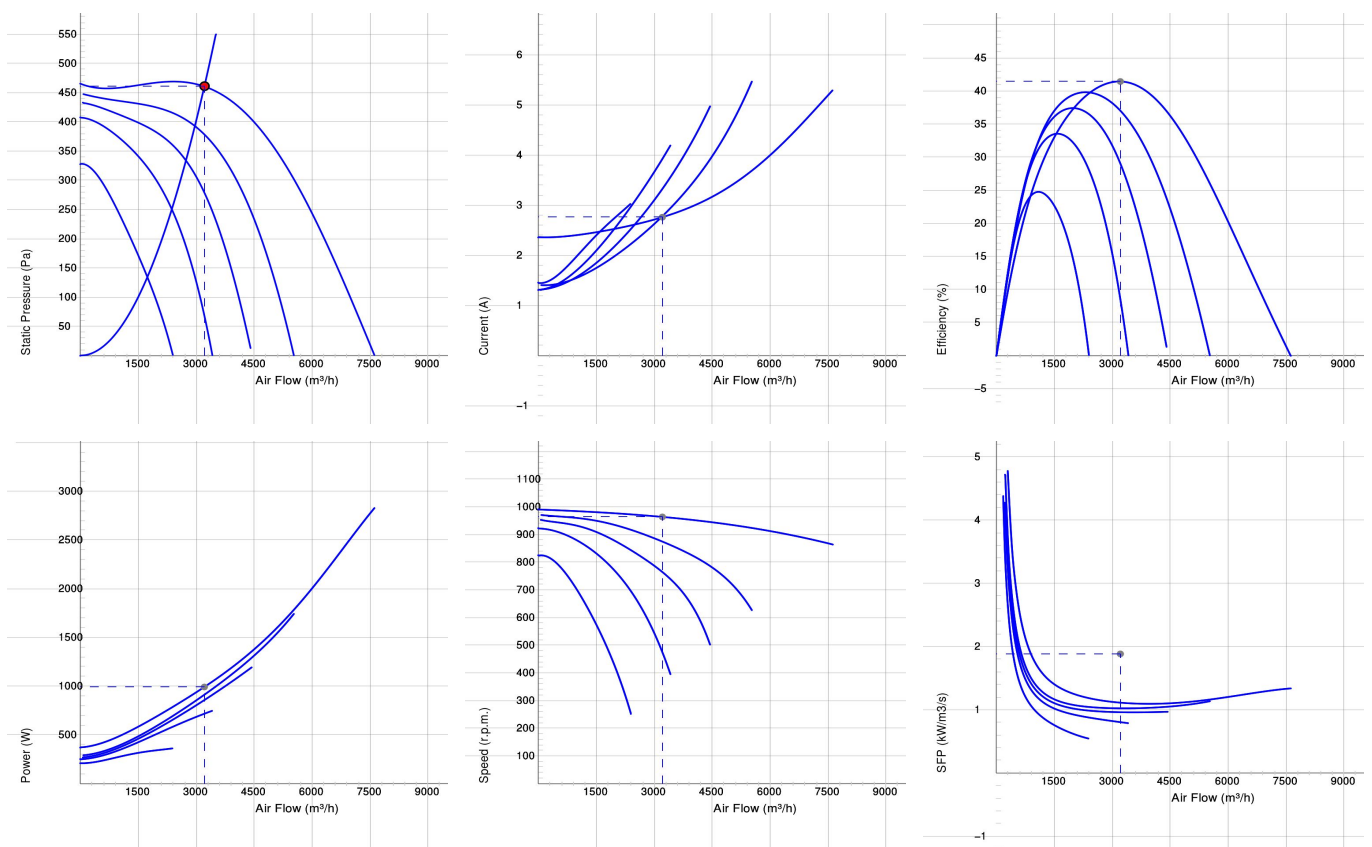 550
500
450
400
350
300
250
200
150
100
50
Static Pressure (Pa)
1500 3000 4500 6000 7500 9000
Air Flow (m³/h)
6
5
4
3
2
1
−1
Current (A)
1500 3000 4500 6000 7500 9000
Air Flow (m³/h)
45
40
35
30
25
20
15
10
5
−5
Efficiency (%)
1500 3000 4500 6000 7500 9000
Air Flow (m³/h)
3000
2500
2000
1500
1000
500
Power (W)
1500 3000 4500 6000 7500 9000
Air Flow (m³/h)
1100
1000
900
800
700
600
500
400
300
200
100
Speed (r.p.m.)
1500 3000 4500 6000 7500 9000
Air Flow (m³/h)
5
4
3
2
1
−1
SFP (kW/m3/s)
1500 3000 4500 6000 7500 9000
Air Flow (m³/h)